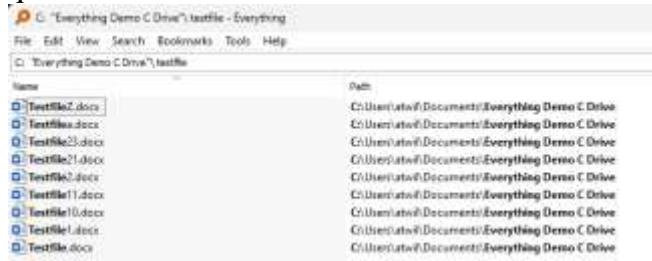 C: "Everything Demo C Drive"\ testfile - Everything
File Edit View Search Bookmarks Tools Help
C: "Everything Demo C Drive"\ testfile
Name Path
TestfileZ.docx C:\Users\atwif\Documents\Everything Demo C Drive
Testfilea.docx C:\Users\atwif\Documents\Everything Demo C Drive
Testfile23.docx C:\Users\atwif\Documents\Everything Demo C Drive
Testfile21.docx C:\Users\atwif\Documents\Everything Demo C Drive
Testfile2.docx C:\Users\atwif\Documents\Everything Demo C Drive
Testfile11.docx C:\Users\atwif\Documents\Everything Demo C Drive
Testfile10.docx C:\Users\atwif\Documents\Everything Demo C Drive
Testfile1.docx C:\Users\atwif\Documents\Everything Demo C Drive
Testfile.docx C:\Users\atwif\Documents\Everything Demo C Drive